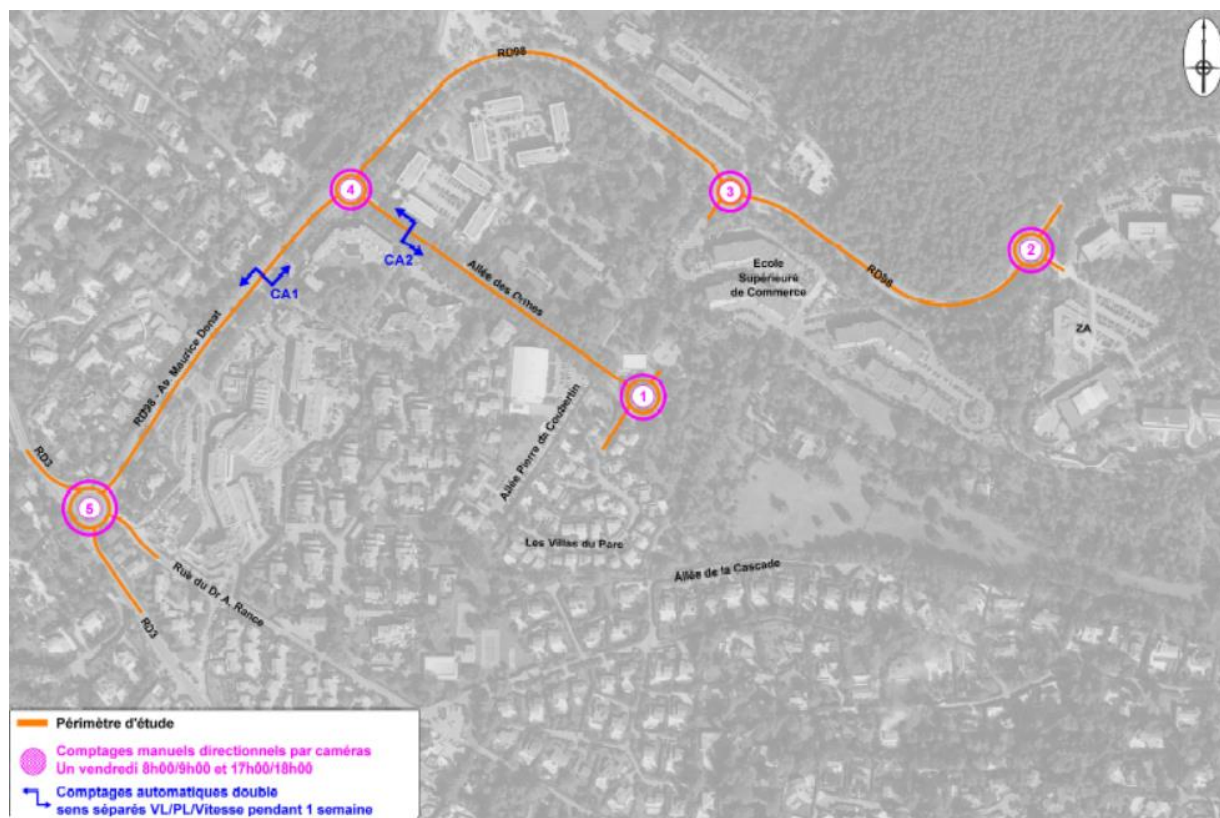 RD98
4
3
CA2
2
CA1
Ecole
Supérieure
de Commerce
RD98
Allée des Ormes
ZA
RD98 - Av. Maurice Donat
1
Allée Pierre de Coubertin
RD3
5
Les Villas du Parc
Allée de la Cascade
Rue du Dr A. Rance
RD3
Périmètre d'étude
Comptages manuels directionnels par caméras
Un vendredi 8h00/9h00 et 17h00/18h00
Comptages automatiques double
sens séparés VL/PL/Vitesse pendant 1 semaine